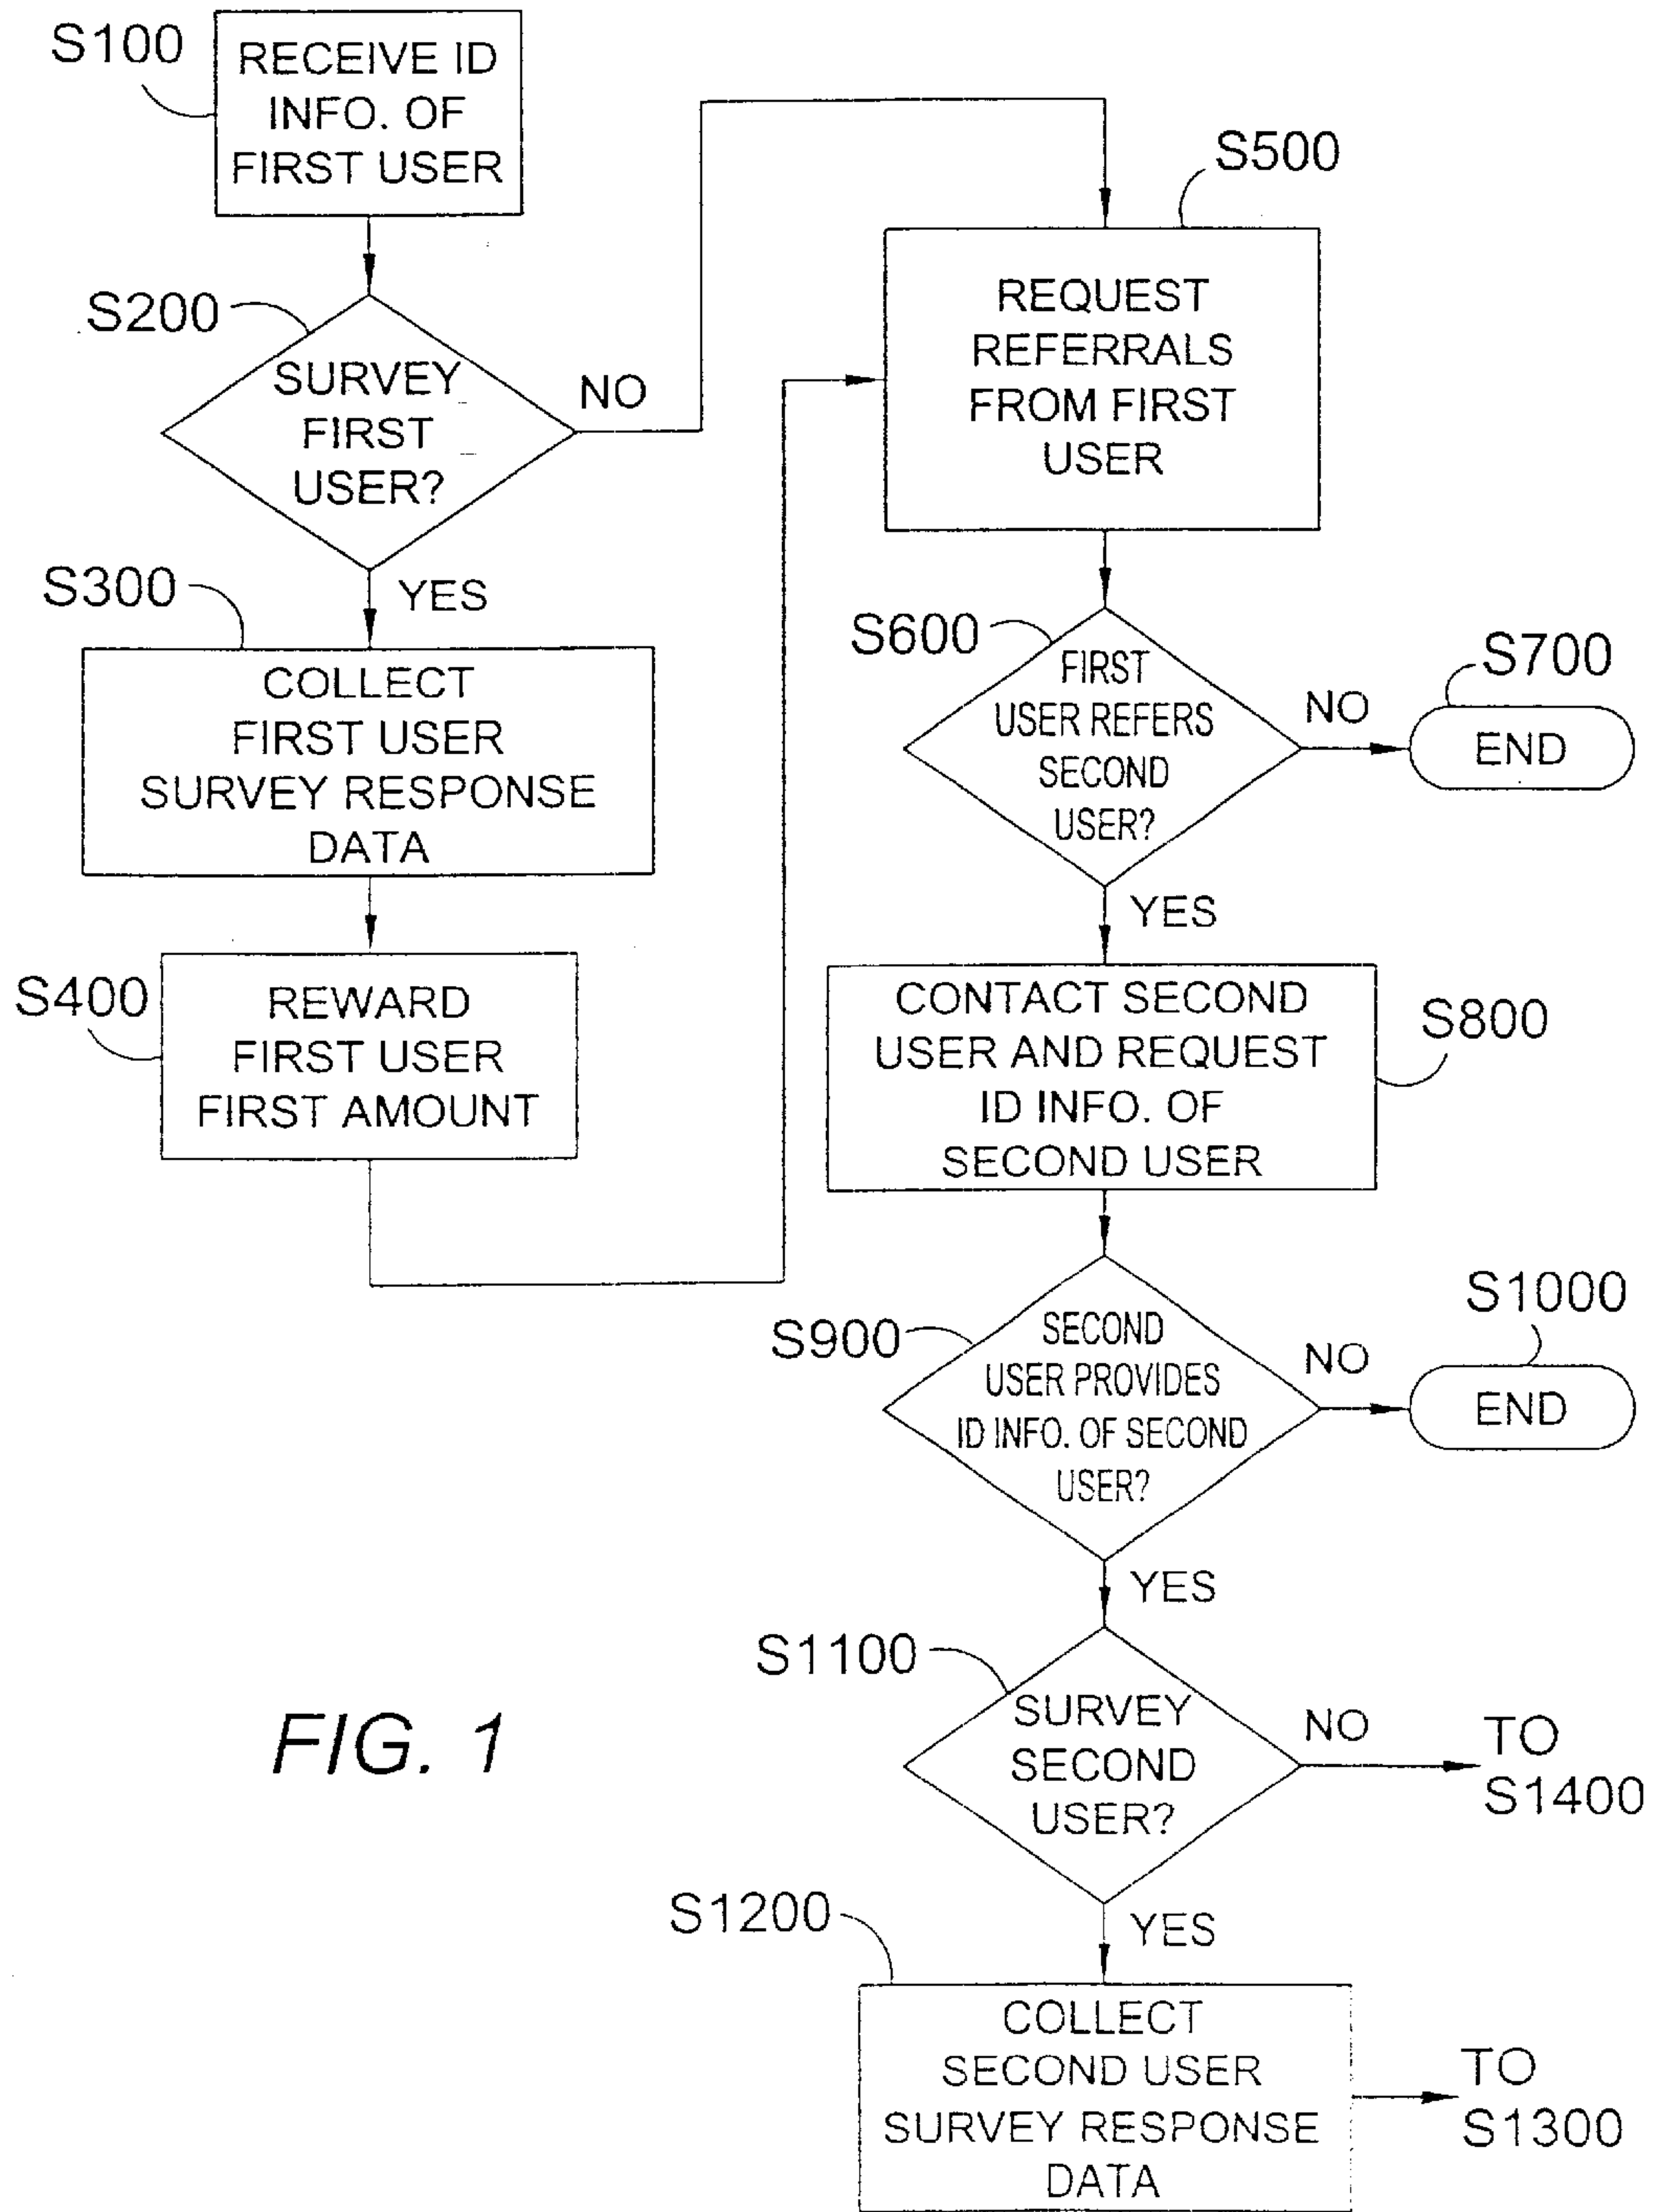 S100
RECEIVE ID
INFO. OF
FIRST USER
S200
SURVEY
FIRST
USER?
NO
YES
S300
COLLECT
FIRST USER
SURVEY RESPONSE
DATA
S400
REWARD
FIRST USER
FIRST AMOUNT
S500
REQUEST
REFERRALS
FROM FIRST
USER
S600
FIRST
USER REFERS
SECOND
USER?
NO
S700
END
YES
CONTACT SECOND
USER AND REQUEST
ID INFO. OF
SECOND USER
S800
S900
SECOND
USER PROVIDES
ID INFO. OF SECOND
USER?
NO
S1000
END
YES
S1100
SURVEY
SECOND
USER?
NO
TO
S1400
YES
S1200
COLLECT
SECOND USER
SURVEY RESPONSE
DATA
TO
S1300
FIG. 1